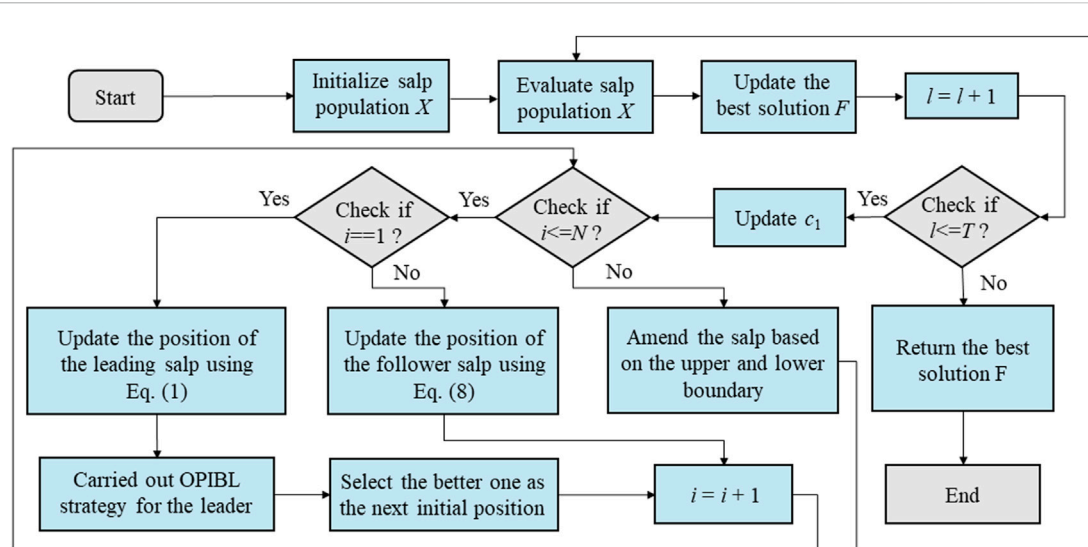 Start
Initialize salp
population X
Evaluate salp
population X
Update the
best solution F
l = l + 1
Yes
Check if
i==1 ?
Yes
Check if
i<=N ?
Update c₁
Yes
Check if
l<=T ?
No
No
No
Update the position of
the leading salp using
Eq. (1)
Update the position of
the follower salp using
Eq. (8)
Amend the salp based
on the upper and lower
boundary
Return the best
solution F
Carried out OPIBL
strategy for the leader
Select the better one as
the next initial position
i = i + 1
End